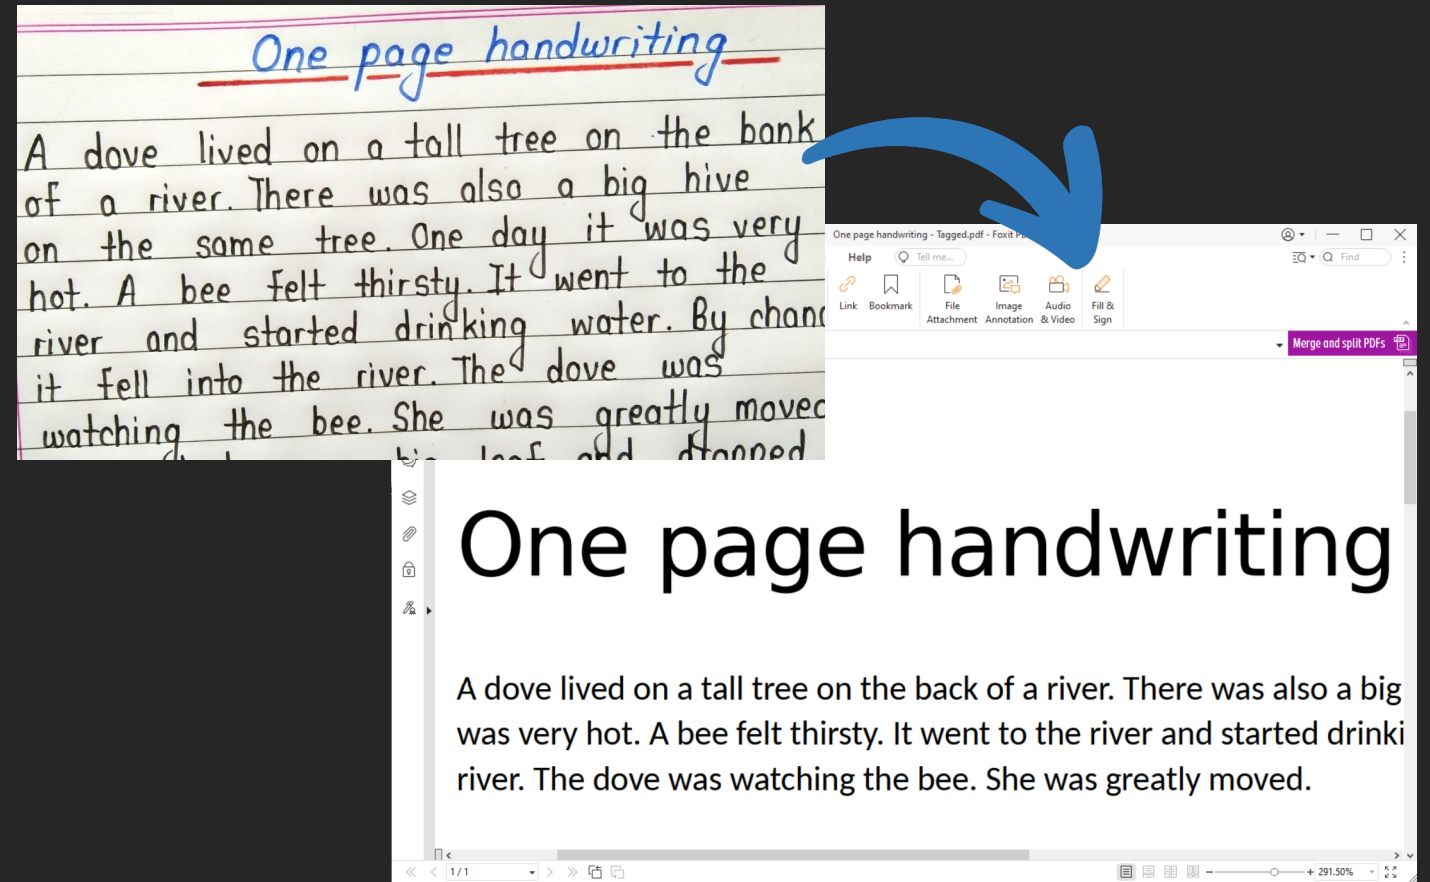 One page handwriting
A dove lived on a tall tree on the bank
of a river. There was also a big hive
on the same tree. One day it was very
hot. A bee felt thirsty. It went to the
river and started drinking water. By chanc
it fell into the river. The dove was
watching the bee. She was greatly moved
leaf and dropped
One page handwriting - Tagged.pdf - Foxit
Help Tell me... Find
Link Bookmark File Attachment Image Annotation Audio & Video Fill & Sign
Merge and split PDFs
One page handwriting
A dove lived on a tall tree on the back of a river. There was also a big
was very hot. A bee felt thirsty. It went to the river and started drinki
river. The dove was watching the bee. She was greatly moved.
1 / 1 291.50%